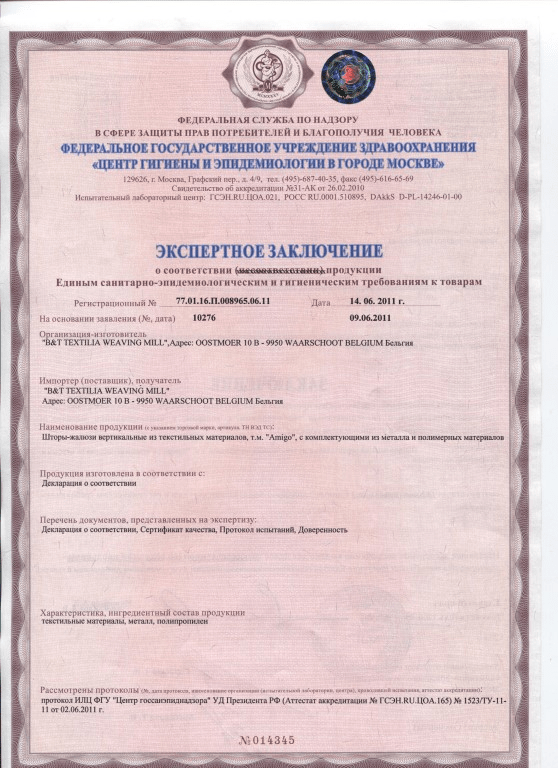 ФЕДЕРАЛЬНАЯ СЛУЖБА ПО НАДЗОРУ
В СФЕРЕ ЗАЩИТЫ ПРАВ ПОТРЕБИТЕЛЕЙ И БЛАГОПОЛУЧИЯ ЧЕЛОВЕКА
ФЕДЕРАЛЬНОЕ ГОСУДАРСТВЕННОЕ УЧРЕЖДЕНИЕ ЗДРАВООХРАНЕНИЯ
«ЦЕНТР ГИГИЕНЫ И ЭПИДЕМИОЛОГИИ В ГОРОДЕ МОСКВЕ»
129626, г. Москва, Графский пер., д. 4/9, тел. (495)-687-40-35, факс (495)-616-65-69
Свидетельство об аккредитации №31-АК от 26.02.2010
Испытательный лабораторный центр: ГСЭН.RU.ЦОА.021, РОСС RU.0001.510895, DAkkS D-PL-14246-01-00
ЭКСПЕРТНОЕ ЗАКЛЮЧЕНИЕ
о соответствии (несоответствии) продукции
Единым санитарно-эпидемиологическим и гигиеническим требованиям к товарам
Регистрационный № 77.01.16.П.008965.06.11 Дата 14. 06. 2011 г.
На основании заявления (№, дата) 10276 09.06.2011
Организация-изготовитель
"B&T TEXTILIA WEAVING MILL",Адрес: OOSTMOER 10 B - 9950 WAARSCHOOT BELGIUM Бельгия
Импортер (поставщик), получатель
"B&T TEXTILIA WEAVING MILL"
Адрес: OOSTMOER 10 B - 9950 WAARSCHOOT BELGIUM Бельгия
Наименование продукции (с указанием торговой марки, артикула, ТН ВЭД ТС):
Шторы-жалюзи вертикальные из текстильных материалов, т.м. "Amigo", с комплектующими из металла и полимерных материалов
Продукция изготовлена в соответствии с:
Декларация о соответствии
Перечень документов, представленных на экспертизу:
Декларация о соответствии, Сертификат качества, Протокол испытаний, Доверенность
Характеристика, ингредиентный состав продукции
текстильные материалы, металл, полипропилен
Рассмотрены протоколы (№, дата протокола, наименование организации (испытательной лаборатории, центра), проводившей испытания, аттестат аккредитации):
протокол ИЛЦ ФГУ "Центр госсанэпиднадзора" УД Президента РФ (Аттестат аккредитации № ГСЭН.RU.ЦОА.165) № 1523/ТУ-11-
11 от 02.06.2011 г.
№014345